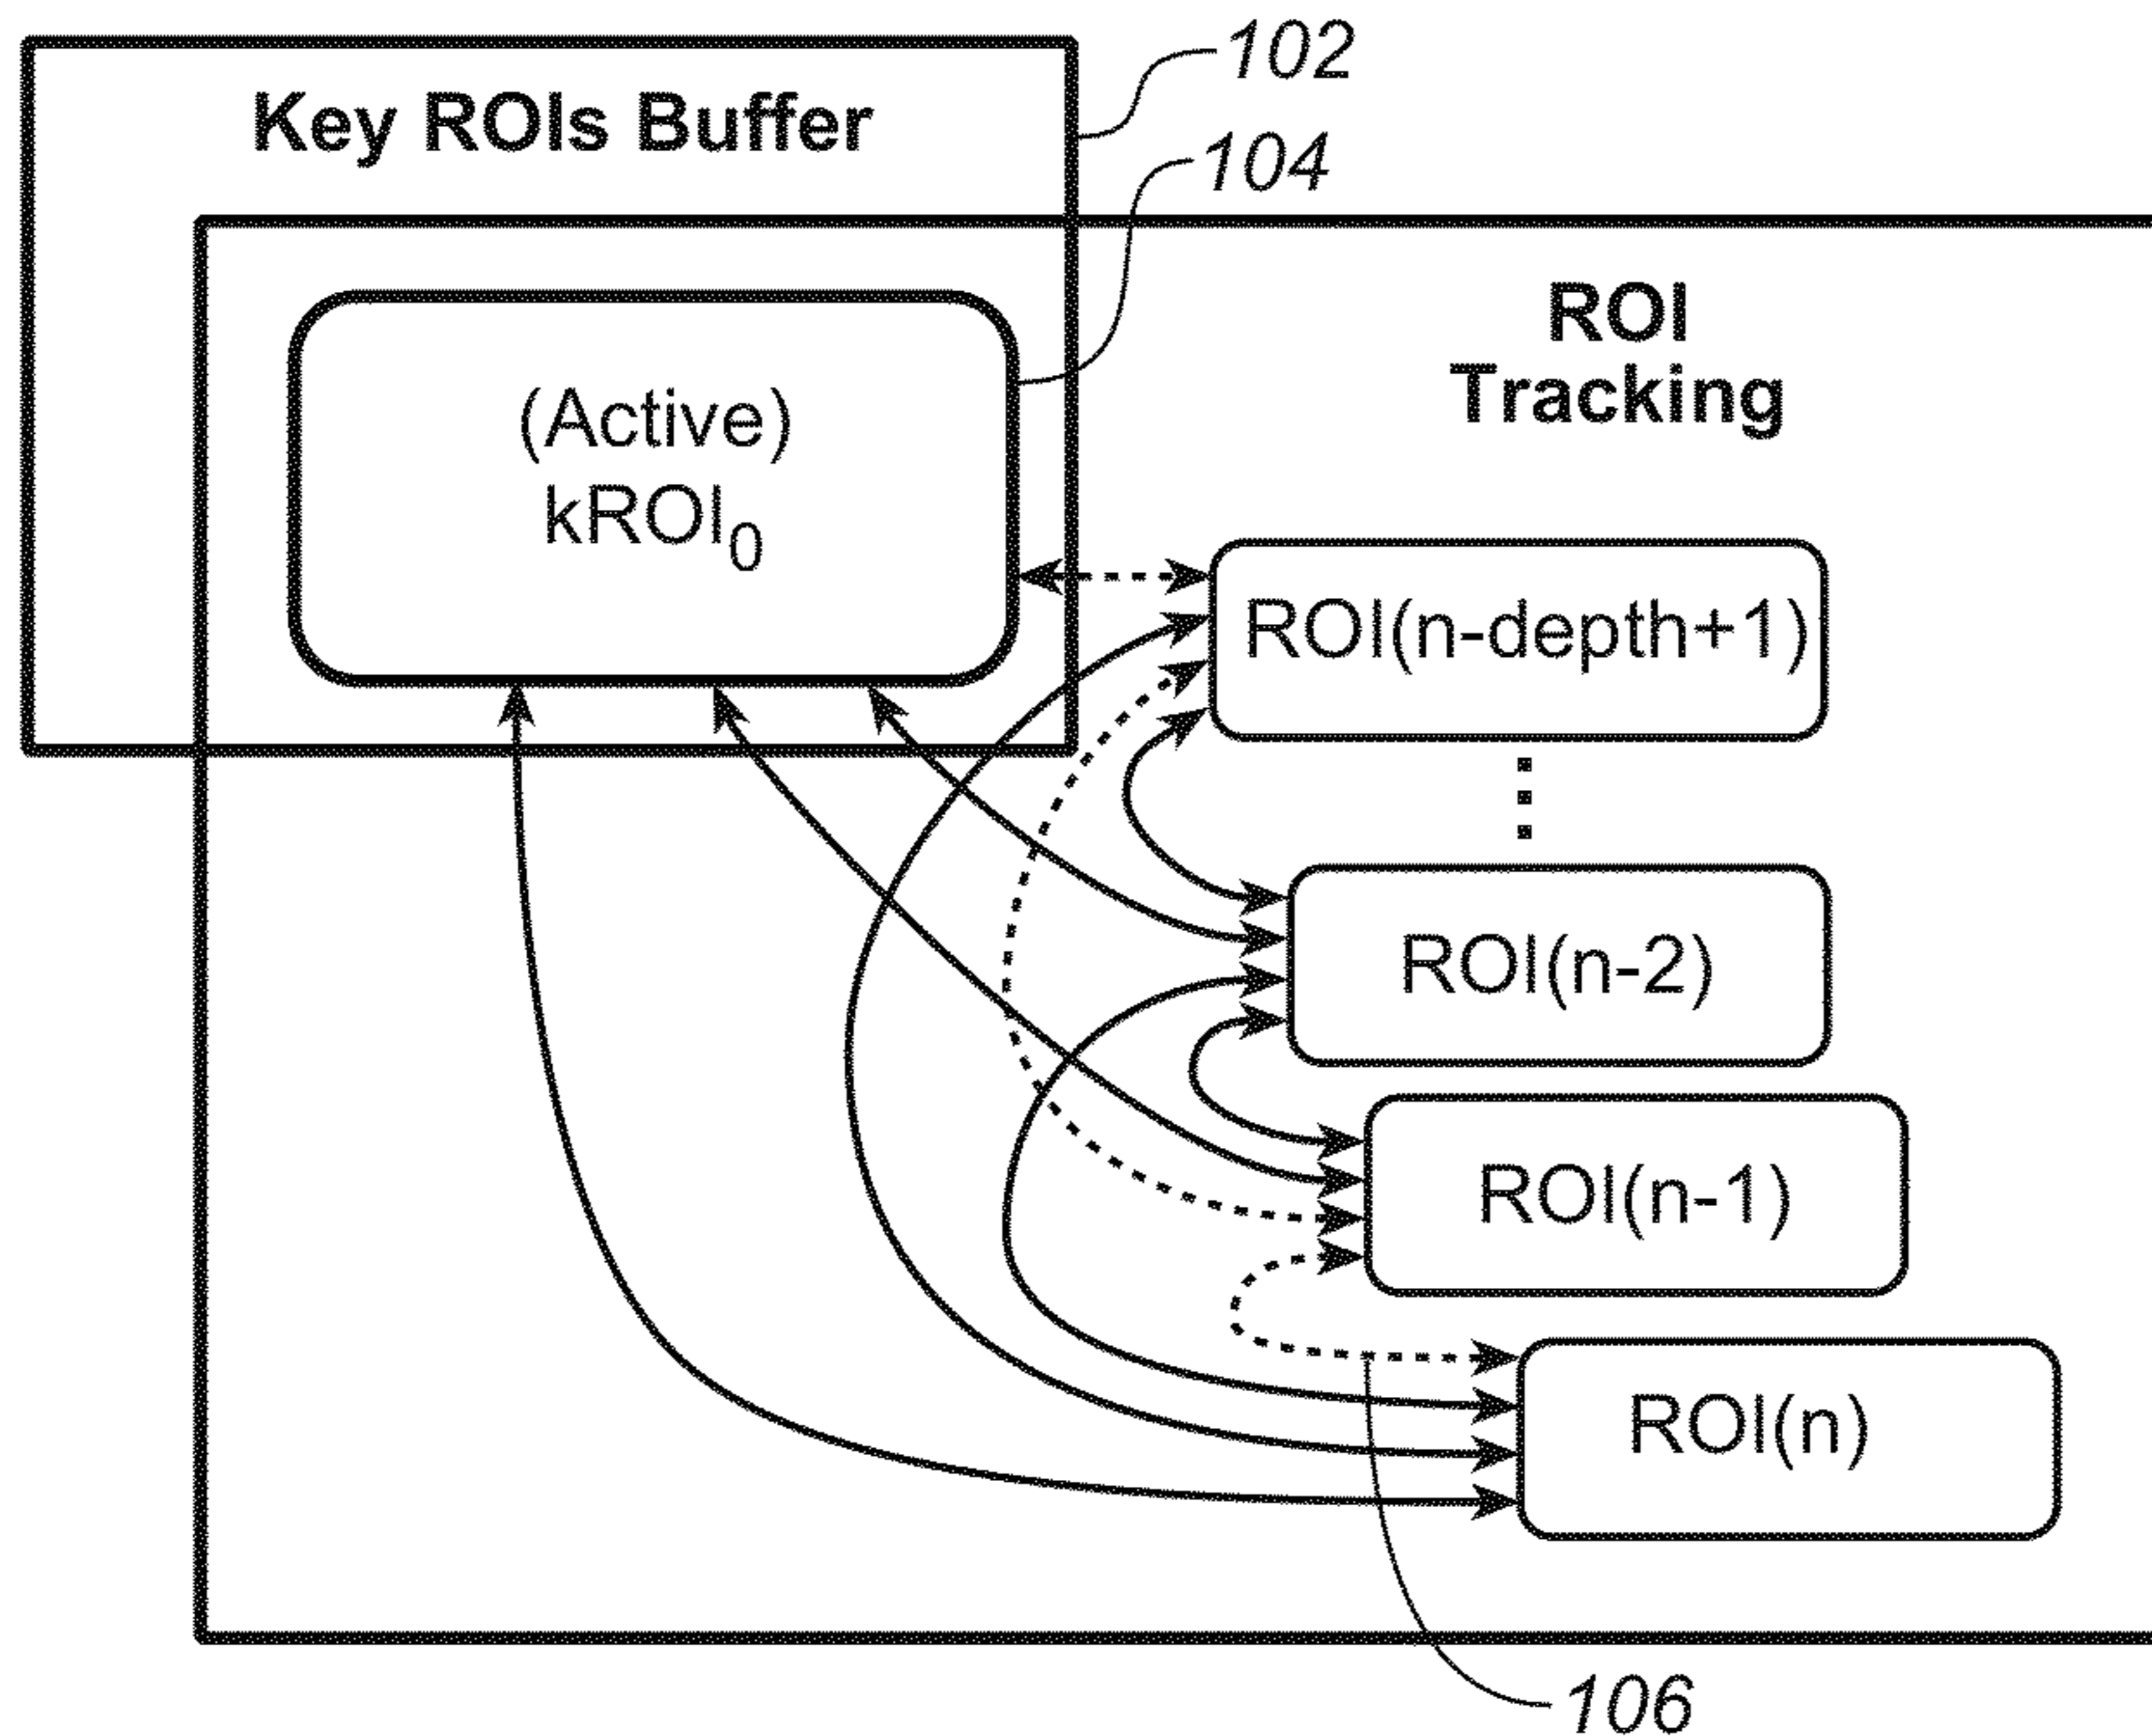 102
Key ROIs Buffer
104
ROI
Tracking
(Active)
kROI₀
ROI(n-depth+1)
ROI(n-2)
ROI(n-1)
ROI(n)
106